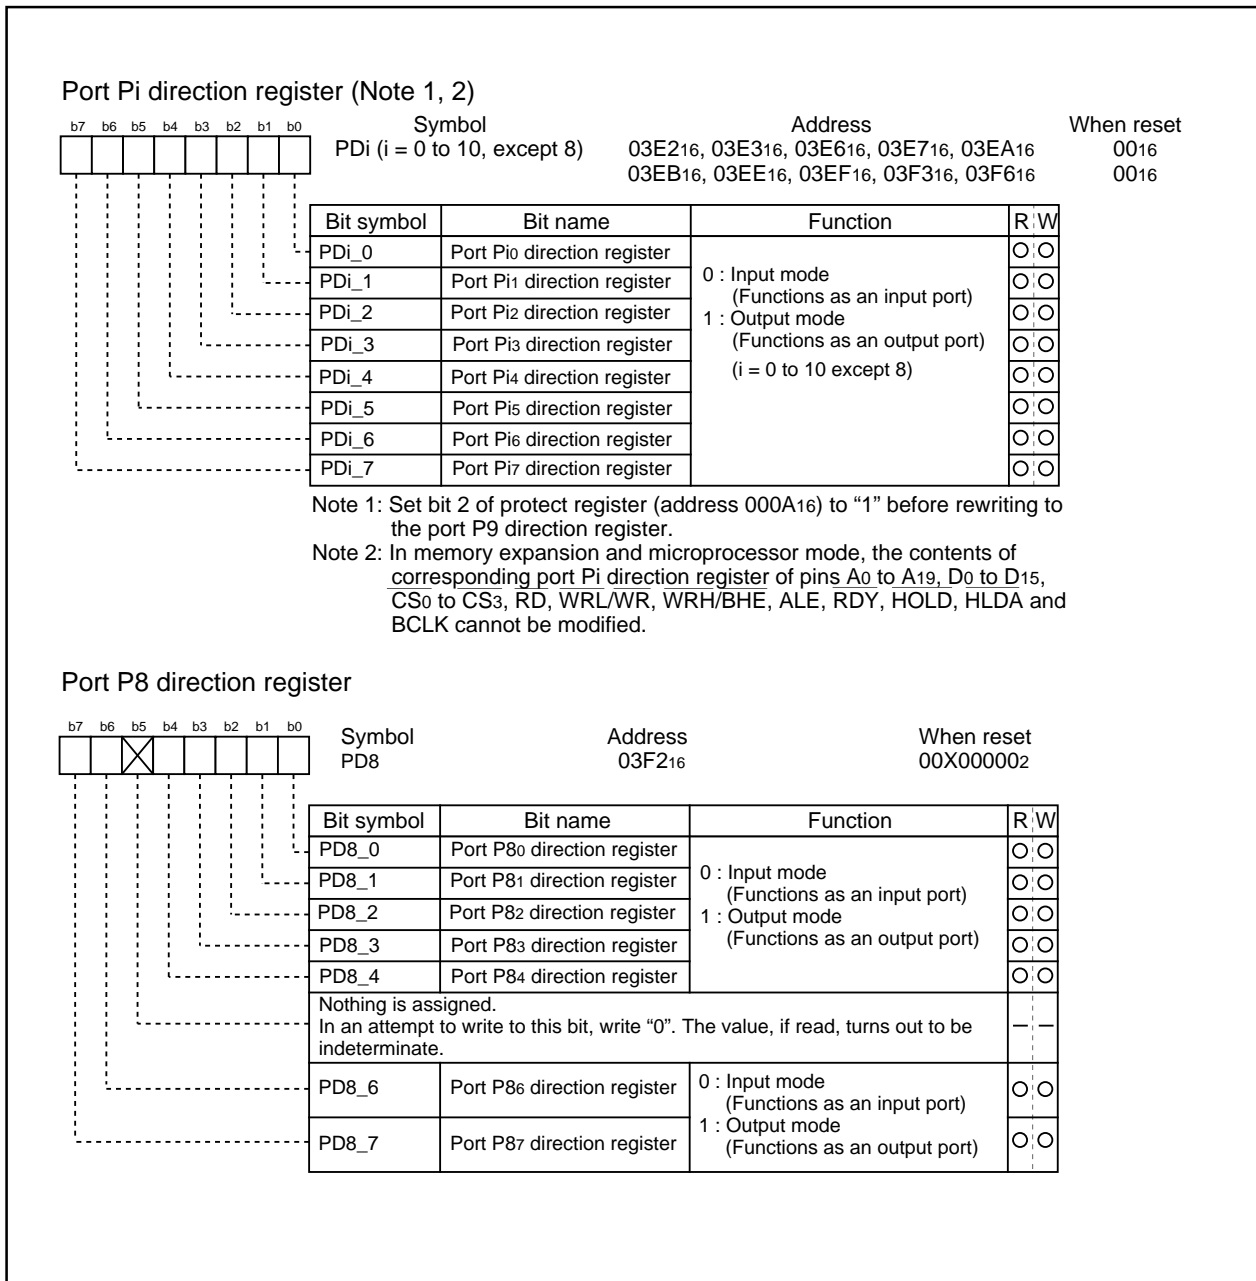 Port Pi direction register (Note 1, 2)
b7 b6 b5 b4 b3 b2 b1 b0
Symbol Address When reset
PDi (i = 0 to 10, except 8) 03E216, 03E316, 03E616, 03E716, 03EA16 0016
03EB16, 03EE16, 03EF16, 03F316, 03F616 0016
Bit symbol Bit name Function R W
PDi_0 Port Pi0 direction register
PDi_1 Port Pi1 direction register
PDi_2 Port Pi2 direction register
PDi_3 Port Pi3 direction register
PDi_4 Port Pi4 direction register
PDi_5 Port Pi5 direction register
PDi_6 Port Pi6 direction register
PDi_7 Port Pi7 direction register
0 : Input mode
(Functions as an input port)
1 : Output mode
(Functions as an output port)
(i = 0 to 10 except 8)
Note 1: Set bit 2 of protect register (address 000A16) to “1” before rewriting to
the port P9 direction register.
Note 2: In memory expansion and microprocessor mode, the contents of
corresponding port Pi direction register of pins A0 to A19, D0 to D15,
CS0 to CS3, RD, WRL/WR, WRH/BHE, ALE, RDY, HOLD, HLDA and
BCLK cannot be modified.
Port P8 direction register
b7 b6 b5 b4 b3 b2 b1 b0
Symbol Address When reset
PD8 03F216 00X000002
Bit symbol Bit name Function R W
PD8_0 Port P80 direction register
PD8_1 Port P81 direction register
PD8_2 Port P82 direction register
PD8_3 Port P83 direction register
PD8_4 Port P84 direction register
0 : Input mode
(Functions as an input port)
1 : Output mode
(Functions as an output port)
Nothing is assigned.
In an attempt to write to this bit, write “0”. The value, if read, turns out to be
indeterminate.
PD8_6 Port P86 direction register
PD8_7 Port P87 direction register
0 : Input mode
(Functions as an input port)
1 : Output mode
(Functions as an output port)